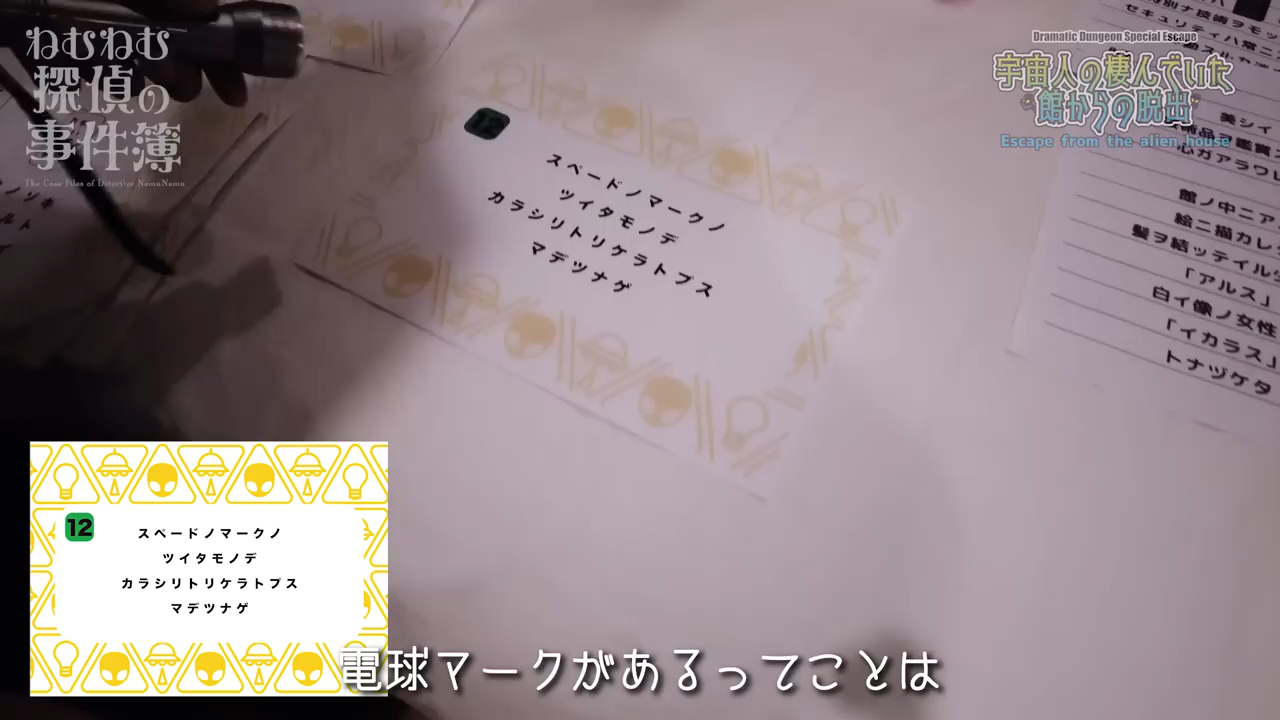 ねむねむ
探偵の
事件簿
The Case Files of Detective NemuNemu
Dramatic Dungeon Special Escape
宇宙人の棲んでいた
館からの脱出
Escape from the alien house
12
スペードノマークノ
ツイタモノデ
カラシリトリケラトプス
マデツナゲ
館ノ中ニア
絵ニ描カレ
髪ヲ結ッテイル
「アルス」
白イ像ノ女性
「イカラス」
トナヅケタ
12
スペードノマークノ
ツイタモノデ
カラシリトリケラトプス
マデツナゲ
電球マークがあるってことは